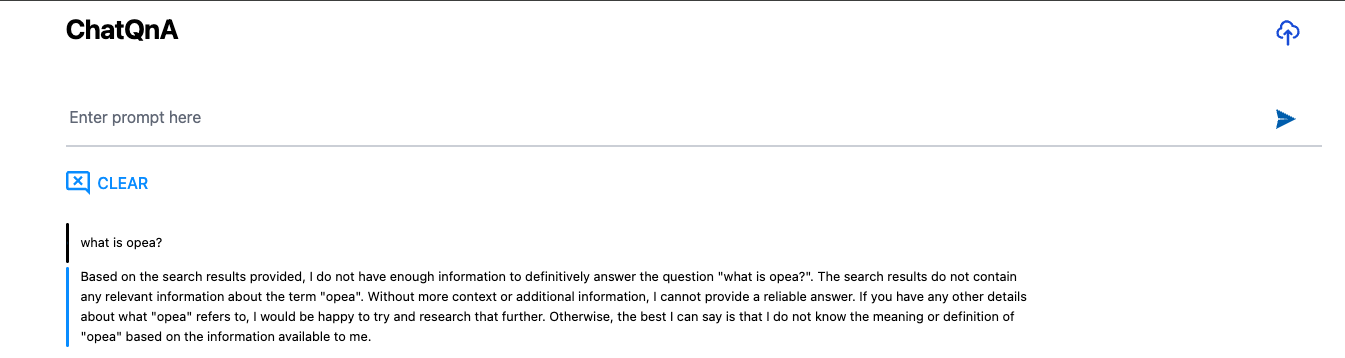 ChatQnA
Enter prompt here
CLEAR
what is opea?
Based on the search results provided, I do not have enough information to definitively answer the question "what is opea?". The search results do not contain
any relevant information about the term "opea". Without more context or additional information, I cannot provide a reliable answer. If you have any other details
about what "opea" refers to, I would be happy to try and research that further. Otherwise, the best I can say is that I do not know the meaning or definition of
"opea" based on the information available to me.